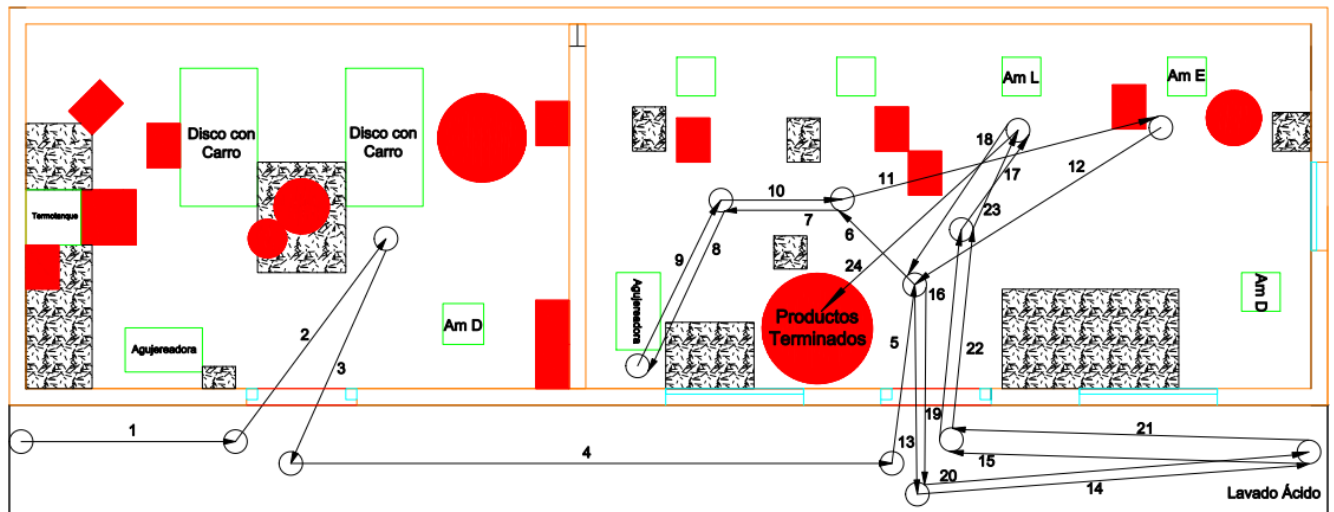 Am L
Am E
Disco con
Carro
Disco con
Carro
18
12
17
11
10
Termotanque
7
23
6
9
8
24
16
Agujereadora
Am D
Productos
Terminados
Am D
2
5
Agujereadora
22
3
19
1
21
13
4
15
20
14
Lavado Ácido